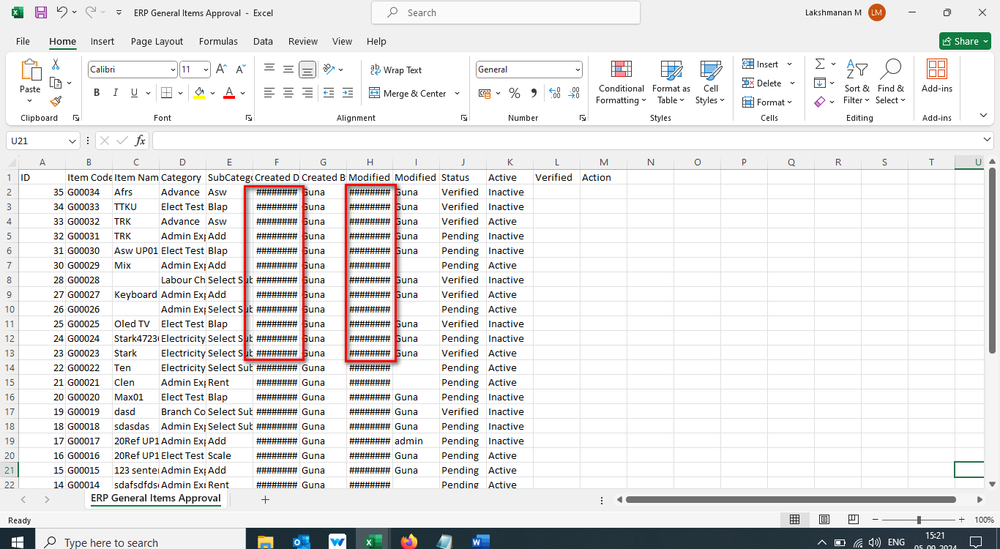 ERP General Items Approval - Excel
Search
Lakshmanan M
LM
File Home Insert Page Layout Formulas Data Review View Help
Share
Paste
Calibri 11
B I U
Wrap Text
Merge & Center
General
Conditional Formatting
Format as Table
Cell Styles
Insert
Delete
Format
Sort & Filter
Find & Select
Add-ins
Clipboard Font Alignment Number Styles Cells Editing Add-ins
U21
fx
A B C D E F G H I J K L M N O P Q R S T U
1 ID Item Code Item Nam Category SubCatego Created D Created B Modified Modified Status Active Verified Action
2 35 G00034 Afrs Advance Asw ######## Guna ######## Guna Verified Inactive
3 34 G00033 TTKU Elect Test Blap ######## Guna ######## Guna Verified Inactive
4 33 G00032 TRK Advance Asw ######## Guna ######## Guna Verified Active
5 32 G00031 TRK Admin Exp Add ######## Guna ######## Guna Pending Inactive
6 31 G00030 Asw UP01 Elect Test Blap ######## Guna ######## Guna Pending Inactive
7 30 G00029 Mix Admin Exp Add ######## Guna ######## Pending Active
8 28 G00028 Labour Ch Select Sub ######## Guna ######## Guna Verified Inactive
9 27 G00027 Keyboard Admin Exp Add ######## Guna ######## Guna Verified Active
10 26 G00026 Admin Exp Select Sub ######## Guna ######## Pending Active
11 25 G00025 Oled TV Elect Test Blap ######## Guna ######## Guna Verified Inactive
12 24 G00024 Stark4723 Electricity Select Sub ######## Guna ######## Guna Pending Inactive
13 23 G00023 Stark Electricity Select Sub ######## Guna ######## Guna Verified Active
14 22 G00022 Ten Electricity Select Sub ######## Guna ######## Pending Active
15 21 G00021 Clen Admin Exp Rent ######## Guna ######## Pending Active
16 20 G00020 Max01 Elect Test Blap ######## Guna ######## Guna Pending Inactive
17 19 G00019 dasd Branch Co Select Sub ######## Guna ######## Guna Verified Inactive
18 18 G00018 sdasdas Admin Exp Select Sub ######## Guna ######## Guna Pending Active
19 17 G00017 20Ref UP1 Admin Exp Add ######## Guna ######## admin Pending Inactive
20 16 G00016 20Ref UP1 Elect Test Scale ######## Guna ######## Guna Pending Active
21 15 G00015 123 senter Admin Exp Add ######## Guna ######## Guna Pending Active
22 14 G00014 sdafsdfds Admin Exp Rent ######## Guna ######## Pending Active
ERP General Items Approval
Ready
100%
Type here to search
ENG
15:21
05-09-2024